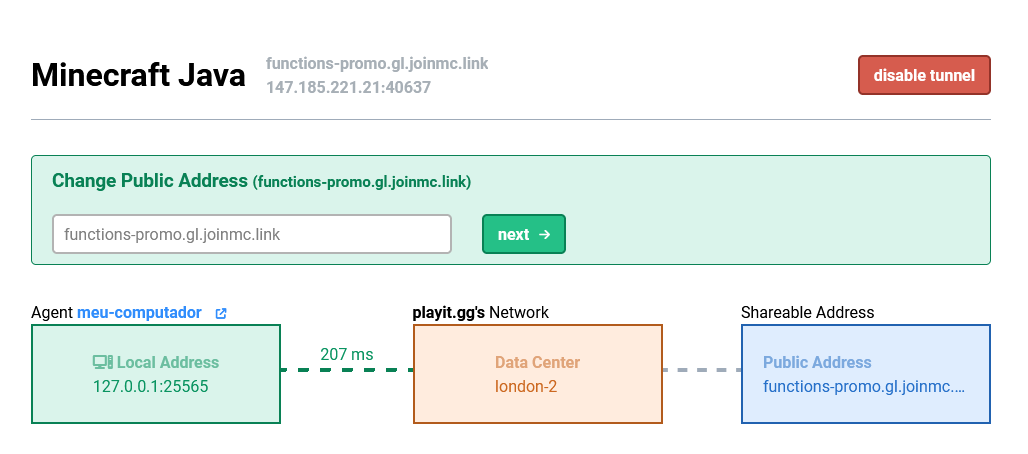 Minecraft Java
functions-promo.gl.joinmc.link
147.185.221.21:40637
disable tunnel
Change Public Address (functions-promo.gl.joinmc.link)
functions-promo.gl.joinmc.link
next →
Agent meu-computador
Local Address
127.0.0.1:25565
207 ms
playit.gg's Network
Data Center
london-2
Shareable Address
Public Address
functions-promo.gl.joinmc....